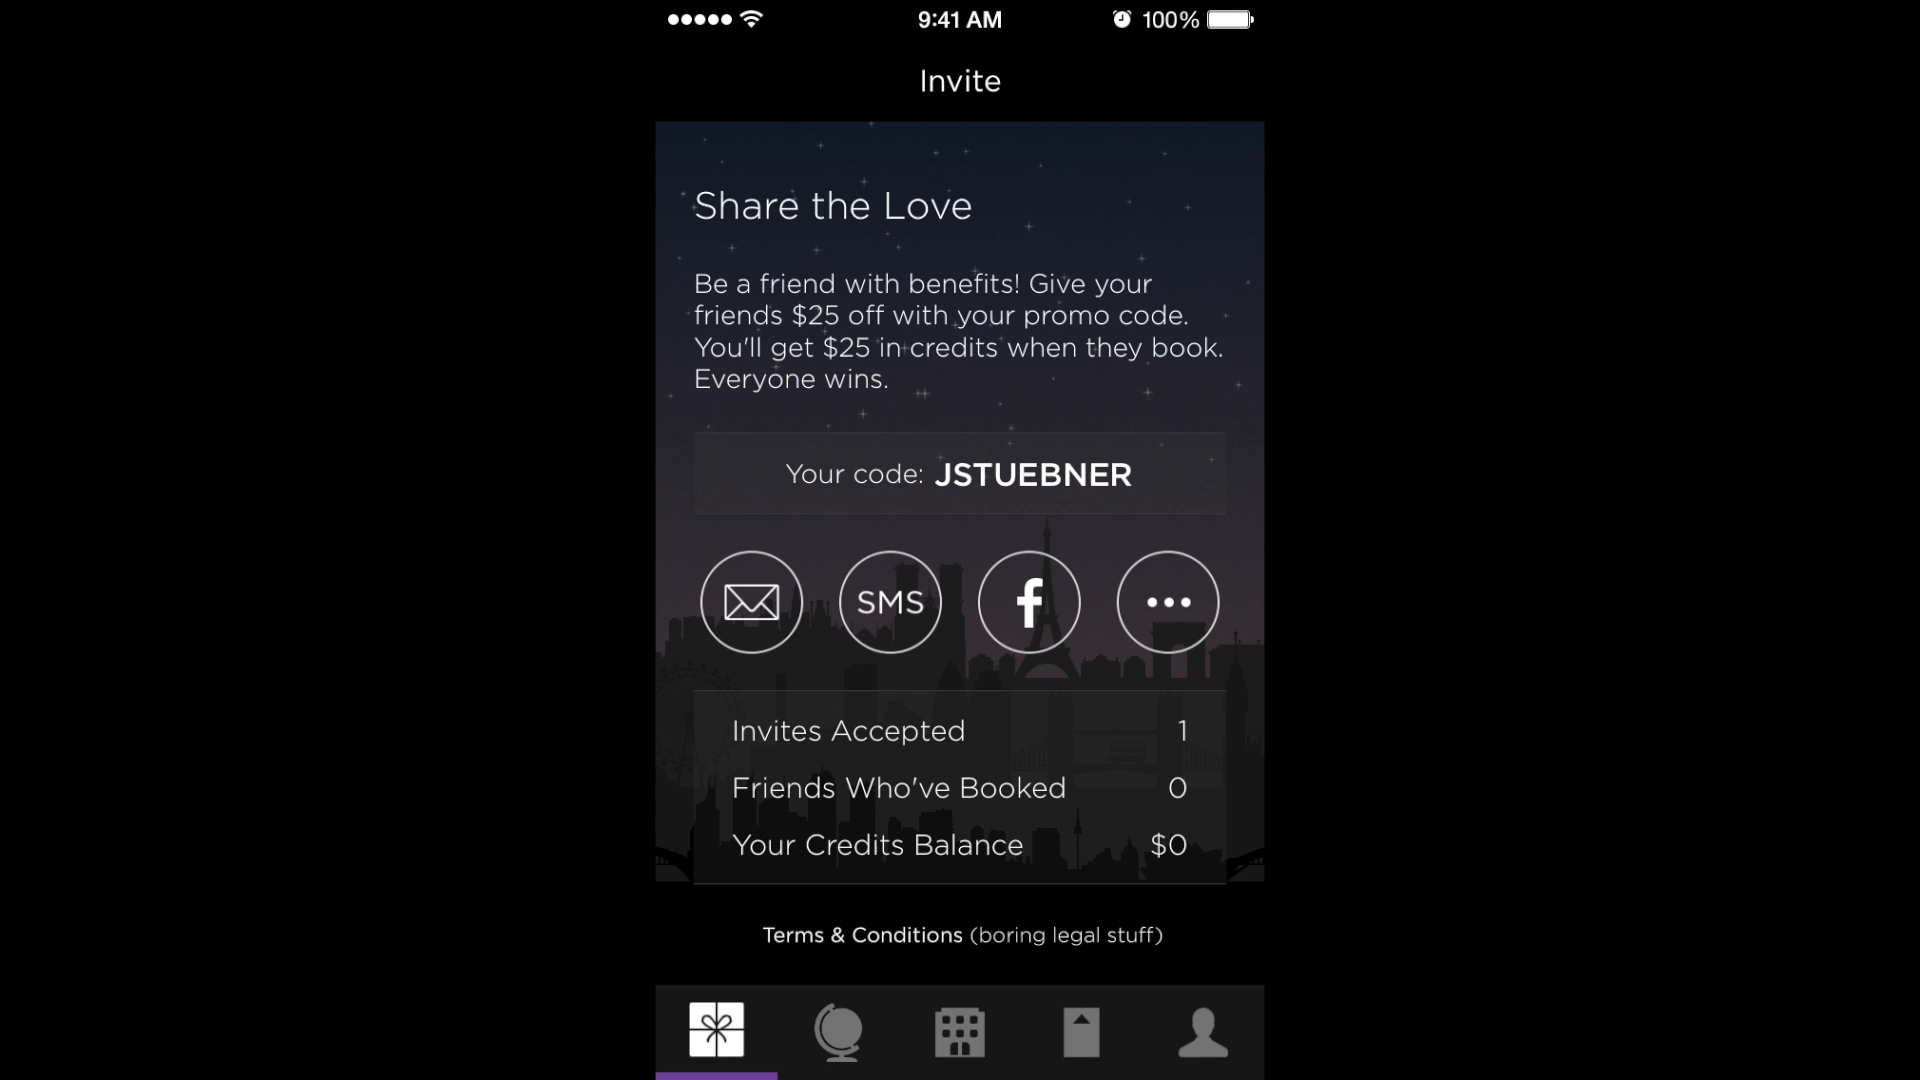 9:41 AM
100%
Invite
Share the Love
Be a friend with benefits! Give your
friends $25 off with your promo code.
You'll get $25 in credits when they book.
Everyone wins.
Your code: JSTUEBNER
SMS
f
Invites Accepted 1
Friends Who've Booked 0
Your Credits Balance $0
Terms & Conditions (boring legal stuff)